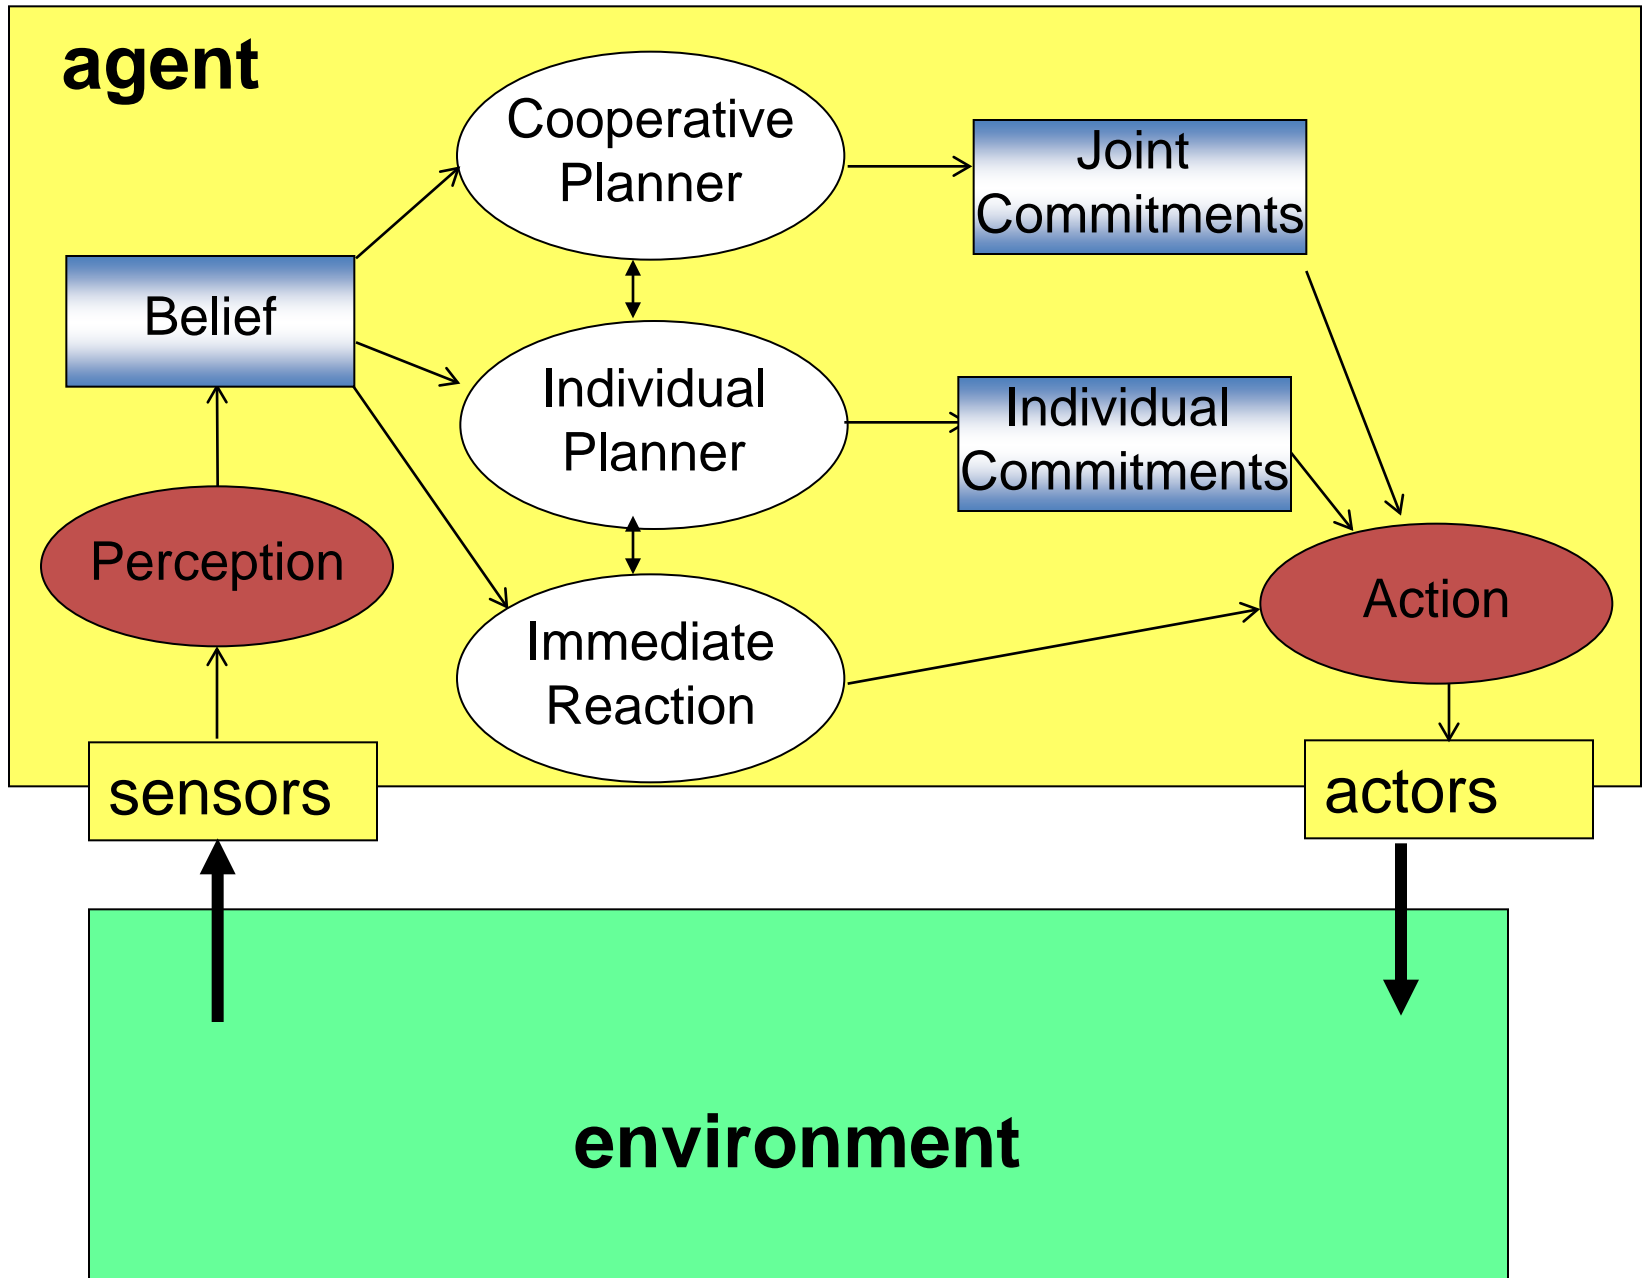 agent
Cooperative
Planner
Joint
Commitments
Belief
Individual
Planner
Individual
Commitments
Perception
Action
Immediate
Reaction
sensors
actors
environment